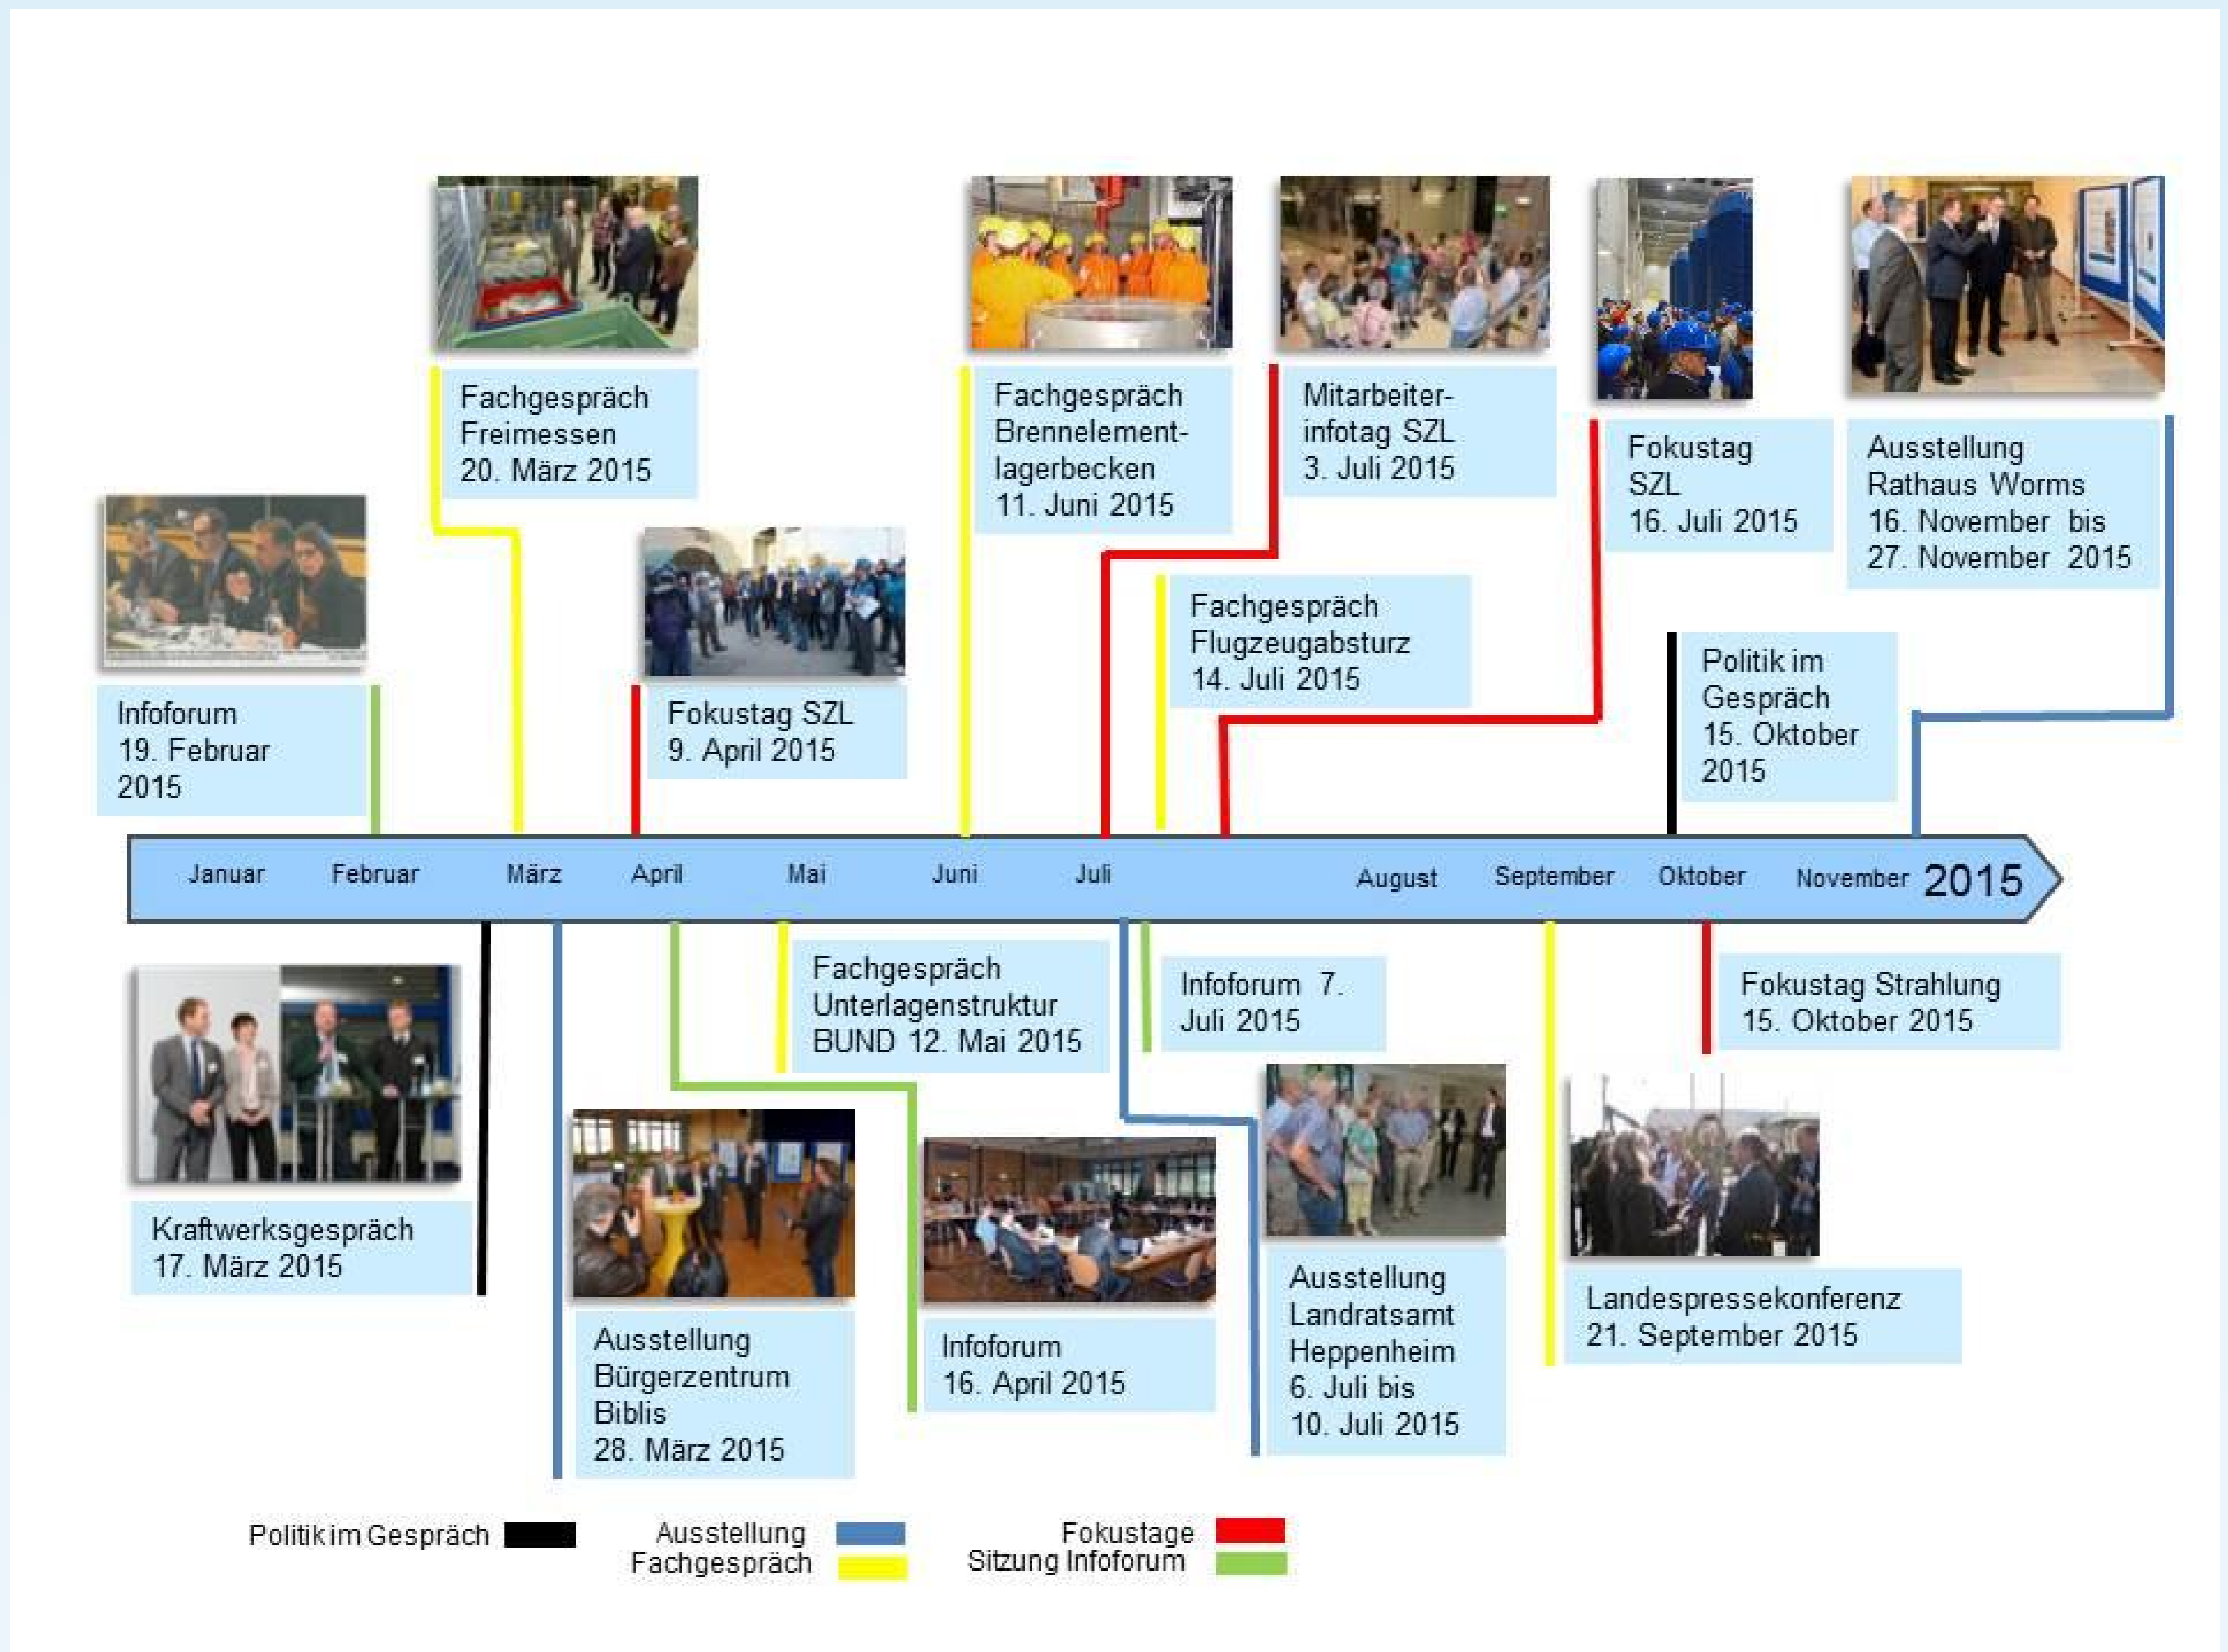 Fachgespräch
Freimessen
20. März 2015
Fachgespräch
Brennelement-
lagerbecken
11. Juni 2015
Mitarbeiter-
infotag SZL
3. Juli 2015
Fokustag
SZL
16. Juli 2015
Ausstellung
Rathaus Worms
16. November bis
27. November 2015
Infoforum
19. Februar
2015
Fokustag SZL
9. April 2015
Fachgespräch
Flugzeugabsturz
14. Juli 2015
Politik im
Gespräch
15. Oktober
2015
Januar Februar März April Mai Juni Juli August September Oktober November 2015
Kraftwerksgespräch
17. März 2015
Ausstellung
Bürgerzentrum
Biblis
28. März 2015
Fachgespräch
Unterlagenstruktur
BUND 12. Mai 2015
Infoforum
16. April 2015
Infoforum 7.
Juli 2015
Ausstellung
Landratsamt
Heppenheim
6. Juli bis
10. Juli 2015
Fokustag Strahlung
15. Oktober 2015
Landespressekonferenz
21. September 2015
Politik im Gespräch
Ausstellung
Fachgespräch
Fokustage
Sitzung Infoforum